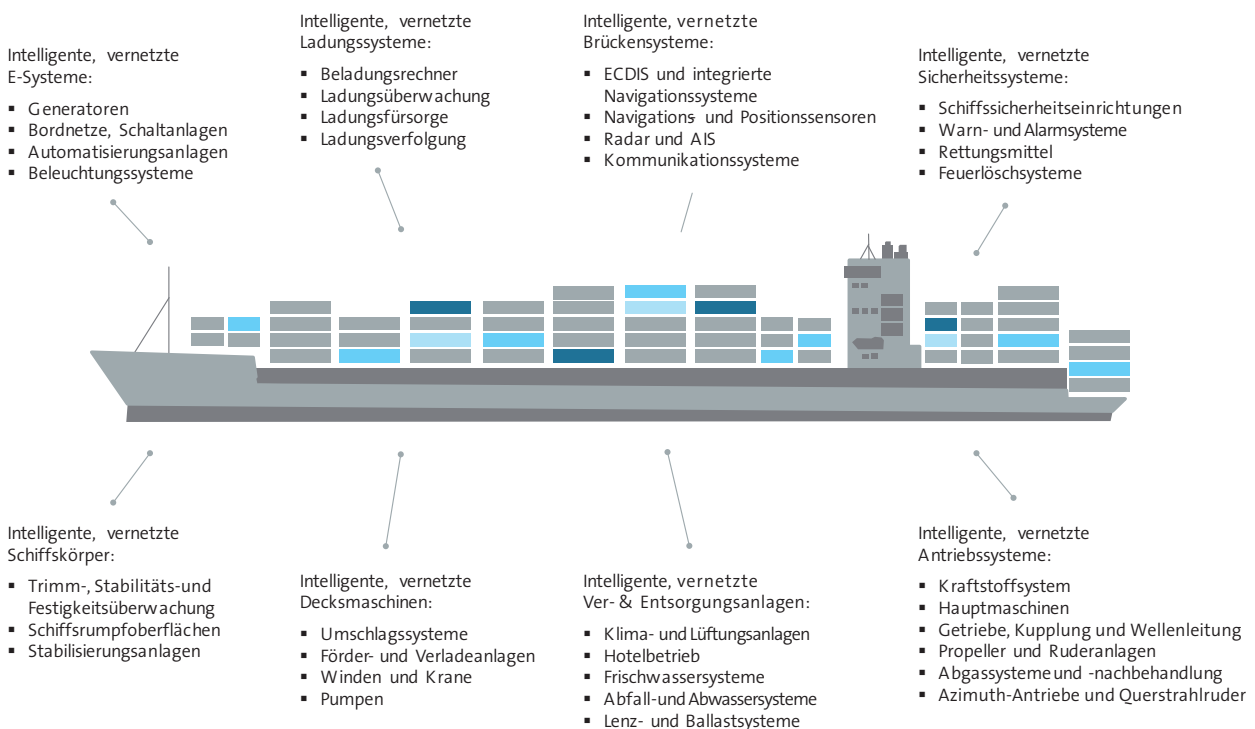 Intelligente, vernetzte
E-Systeme:
▪ Generatoren
▪ Bordnetze, Schaltanlagen
▪ Automatisierungsanlagen
▪ Beleuchtungssysteme
Intelligente, vernetzte
Ladungssysteme:
▪ Beladungsrechner
▪ Ladungsüberwachung
▪ Ladungsfürsorge
▪ Ladungsverfolgung
Intelligente, vernetzte
Brückensysteme:
▪ ECDIS und integrierte
Navigationssysteme
▪ Navigations- und Positionssensoren
▪ Radar und AIS
▪ Kommunikationssysteme
Intelligente, vernetzte
Sicherheitssysteme:
▪ Schiffssicherheitseinrichtungen
▪ Warn- und Alarmsysteme
▪ Rettungsmittel
▪ Feuerlöschsysteme
Intelligente, vernetzte
Schiffskörper:
▪ Trimm-, Stabilitäts-und
Festigkeitsüberwachung
▪ Schiffsrumpfoberflächen
▪ Stabilisierungsanlagen
Intelligente, vernetzte
Decksmaschinen:
▪ Umschlagssysteme
▪ Förder- und Verladeanlagen
▪ Winden und Krane
▪ Pumpen
Intelligente, vernetzte
Ver- & Entsorgungsanlagen:
▪ Klima- und Lüftungsanlagen
▪ Hotelbetrieb
▪ Frischwassersysteme
▪ Abfall-und Abwassersysteme
▪ Lenz- und Ballastsysteme
Intelligente, vernetzte
Antriebssysteme:
▪ Kraftstoffsystem
▪ Hauptmaschinen
▪ Getriebe, Kupplung und Wellenleitung
▪ Propeller und Ruderanlagen
▪ Abgassysteme und -nachbehandlung
▪ Azimuth-Antriebe und Querstrahlruder